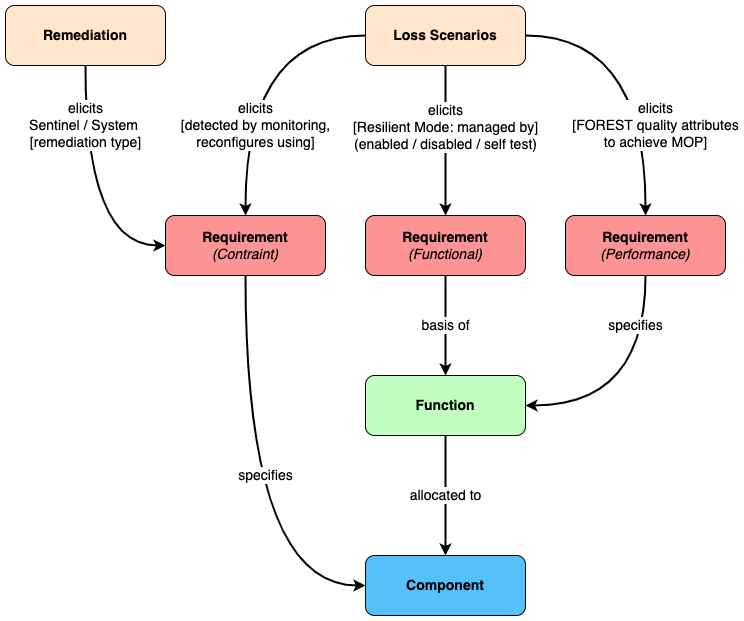 Remediation
Loss Scenarios
elicits
Sentinel / System
[remediation type]
elicits
[detected by monitoring,
reconfigures using]
elicits
[Resilient Mode: managed by]
(enabled / disabled / self test)
elicits
[FOREST quality attributes
to achieve MOP]
Requirement
(Contraint)
Requirement
(Functional)
Requirement
(Performance)
basis of
specifies
Function
specifies
allocated to
Component